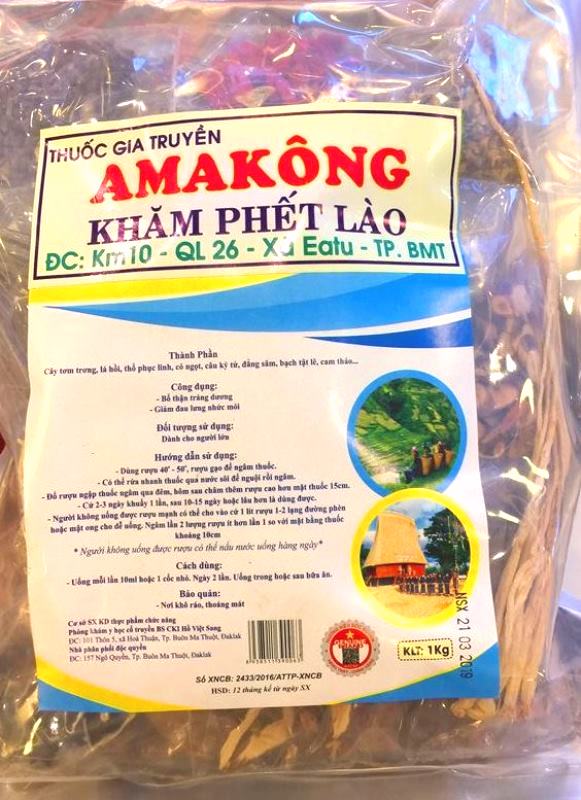 THUỐC GIA TRUYỀN
AMAKÔNG
KHĂM PHẾT LÀO
ĐC: Km10 - QL 26 - Xã Eatu - TP. BMT
Thành Phần
Cây tơm trơng, lá hồi, thổ phục linh, cỏ ngọt, câu kỷ tử, đẳng sâm, bạch tật lê, cam thảo...
Công dụng:
- Bổ thận tráng dương
- Giảm đau lưng nhức mỏi
Đối tượng sử dụng:
Dành cho người lớn
Hướng dẫn sử dụng:
- Dùng rượu 40° - 50°, rượu gạo để ngâm thuốc.
- Có thể rửa nhanh thuốc qua nước sôi để nguội rồi ngâm.
- Đổ rượu ngập thuốc ngâm qua đêm, hôm sau châm thêm rượu cao hơn mặt thuốc 15cm.
- Cứ 2-3 ngày khuấy 1 lần, sau 10-15 ngày hoặc lâu hơn là dùng được.
- Người không uống được rượu mạnh có thể cho vào cứ 1 lít rượu 1-2 lạng đường phèn
hoặc mật ong cho dễ uống. Ngâm lần 2 lượng rượu ít hơn lần 1 so với mặt bằng thuốc
khoảng 10cm
* Người không uống được rượu có thể nấu nước uống hàng ngày*
Cách dùng:
- Uống mỗi lần 10ml hoặc 1 cốc nhỏ. Ngày 2 lần. Uống trong hoặc sau bữa ăn.
Bảo quản:
- Nơi khô ráo, thoáng mát
Cơ sở SX KD thực phẩm chức năng
Phòng khám y học cổ truyền BS CKI Hồ Việt Sang
ĐC: 101 Thôn 5, xã Hoà Thuận, Tp. Buôn Ma Thuột, Daklak
Nhà phân phối độc quyền
ĐC: 157 Ngô Quyền, Tp. Buôn Ma Thuột, Daklak
GENUINE
KLT: 1Kg
NSX 21 03 2019
Số XNCB: 2433/2016/ATTP-XNCB
HSD: 12 tháng kể từ ngày SX